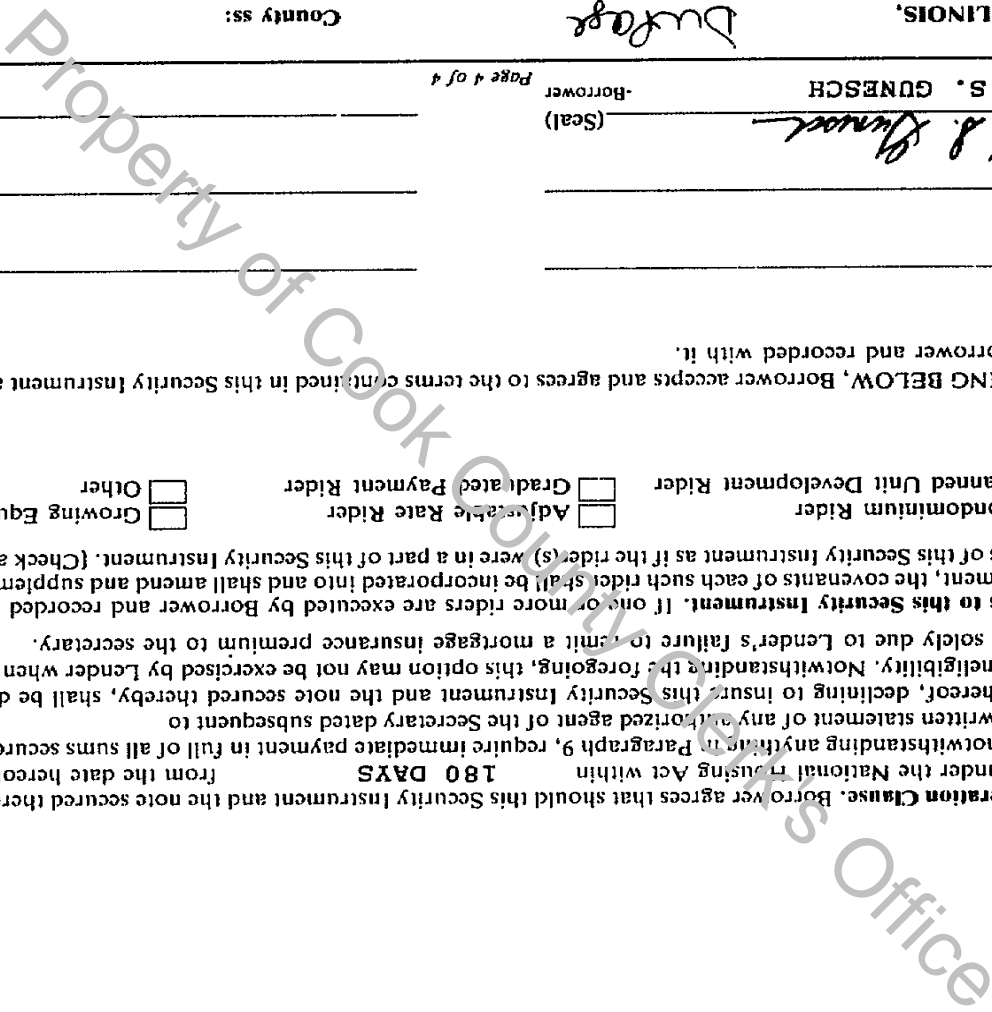 eration Clause. Borrower agrees that should this Security Instrument and the note secured there
nder the National Housing Act within 180 DAYS from the date hereo
notwithstanding anything in Paragraph 9, require immediate payment in full of all sums secure
written statement of any authorized agent of the Secretary dated subsequent to
hereof, declining to insure this Security Instrument and the note secured thereby, shall be d
neligibility. Notwithstanding the foregoing, this option may not be exercised by Lender when
solely due to Lender's failure to remit a mortgage insurance premium to the secretary.
s to this Security Instrument. If one or more riders are executed by Borrower and recorded
ment, the covenants of each such rider shall be incorporated into and shall amend and supplem
s of this Security Instrument as if the rider(s) were in a part of this Security Instrument. {Check a
ondominium Rider Adjustable Rate Rider Growing Equ
anned Unit Development Rider Graduated Payment Rider Other
NG BELOW, Borrower accepts and agrees to the terms contained in this Security Instrument a
orrower and recorded with it.
S. Gunesch (Seal)
S. GUNESCH -Borrower
Page 4 of 4
LINOIS, DuPage County ss:
Property of Cook County Clerk's Office